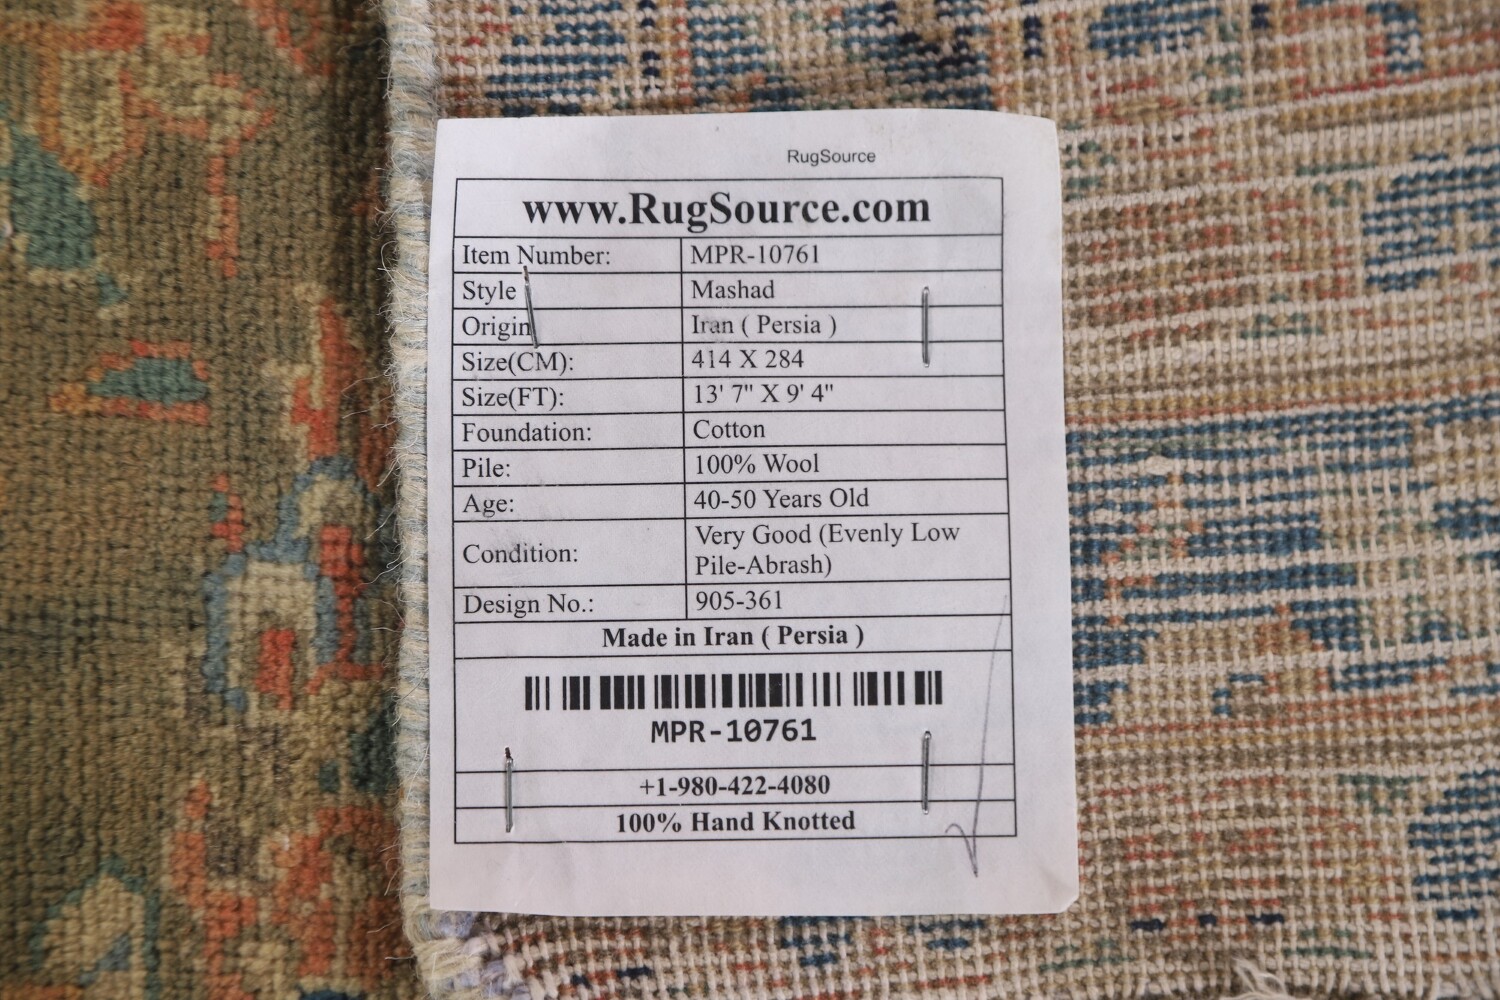 RugSource
www.RugSource.com
Item Number: MPR-10761
Style Mashad
Origin Iran ( Persia )
Size(CM): 414 X 284
Size(FT): 13' 7" X 9' 4"
Foundation: Cotton
Pile: 100% Wool
Age: 40-50 Years Old
Condition: Very Good (Evenly Low
Pile-Abrash)
Design No.: 905-361
Made in Iran ( Persia )
MPR-10761
+1-980-422-4080
100% Hand Knotted